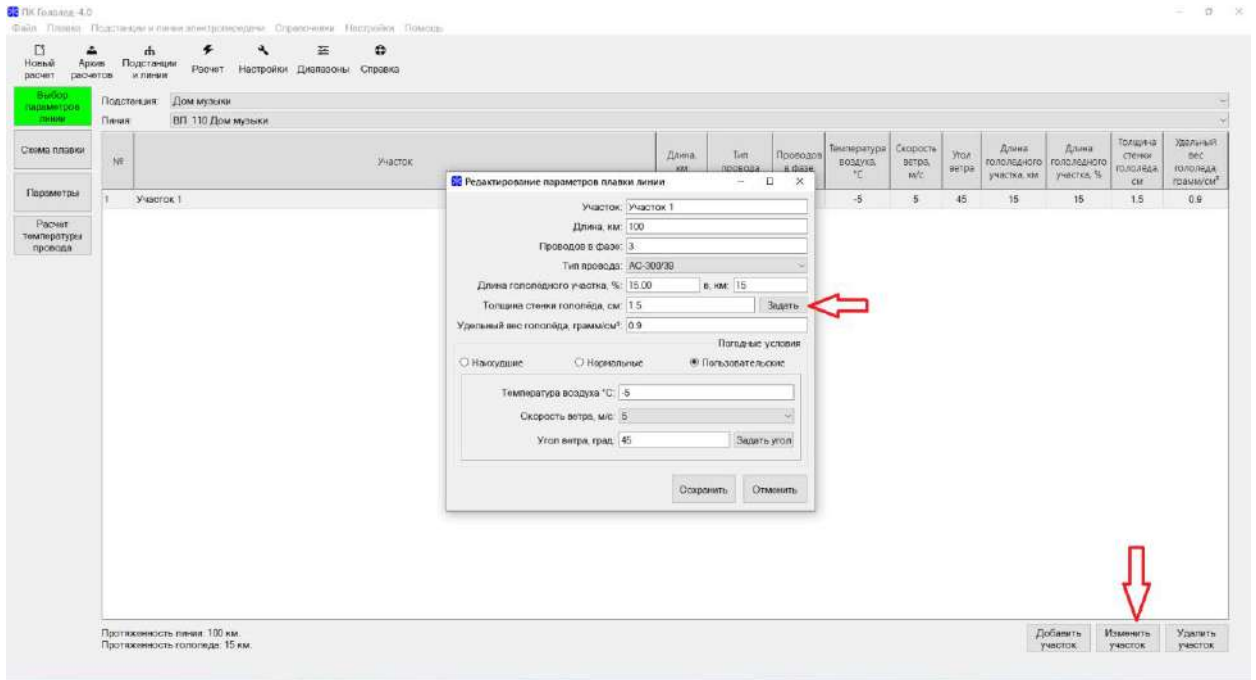 ПК Гололед-4.0
Файл Плавка Подстанции и линии электропередачи Справочники Настройки Помощь
Новый расчет
Архив расчетов
Подстанции и линии
Расчет
Настройки
Диапазоны
Справка
Выбор параметров линии
Схема плавки
Параметры
Расчет температуры провода
Подстанция: Дом музыки
Линия: ВЛ 110 Дом музыки
№
Участок
Длина, км
Тип провода
Проводов в фазе
Температура воздуха, °C
Скорость ветра, м/с
Угол ветра
Длина гололедного участка, км
Длина гололедного участка, %
Толщина стенки гололеда, см
Удельный вес гололеда, грамм/см³
1 Участок 1 -5 5 45 15 15 1.5 0.9
Редактирование параметров плавки линии
Участок: Участок 1
Длина, км: 100
Проводов в фазе: 3
Тип провода: АС-300/39
Длина гололедного участка, %: 15.00 в, км: 15
Толщина стенки гололёда, см: 1.5 Задать
Удельный вес гололёда, грамм/см³: 0.9
Погодные условия
Наихудшие Нормальные Пользовательские
Температура воздуха °C: -5
Скорость ветра, м/с: 5
Угол ветра, град: 45 Задать угол
Сохранить Отменить
Протяженность линии: 100 км.
Протяженность гололеда: 15 км.
Добавить участок
Изменить участок
Удалить участок